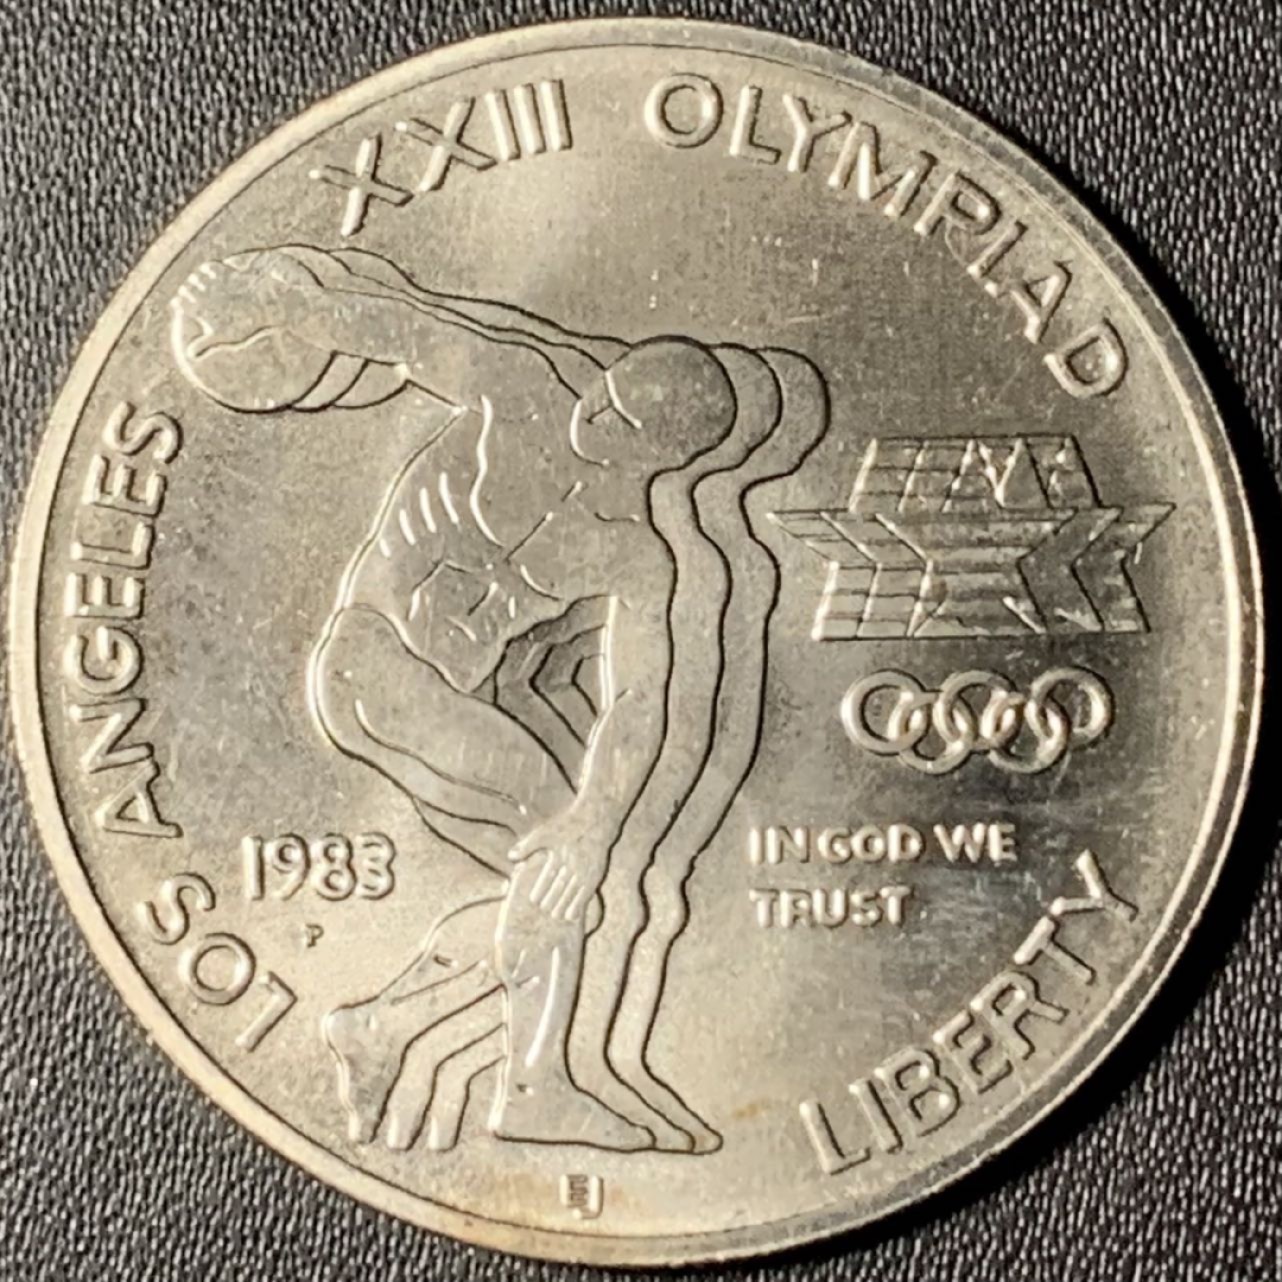 XXIII OLYMPIAD
LOS ANGELES
1983
P
IN GOD WE
TRUST
LIBERTY
EJ